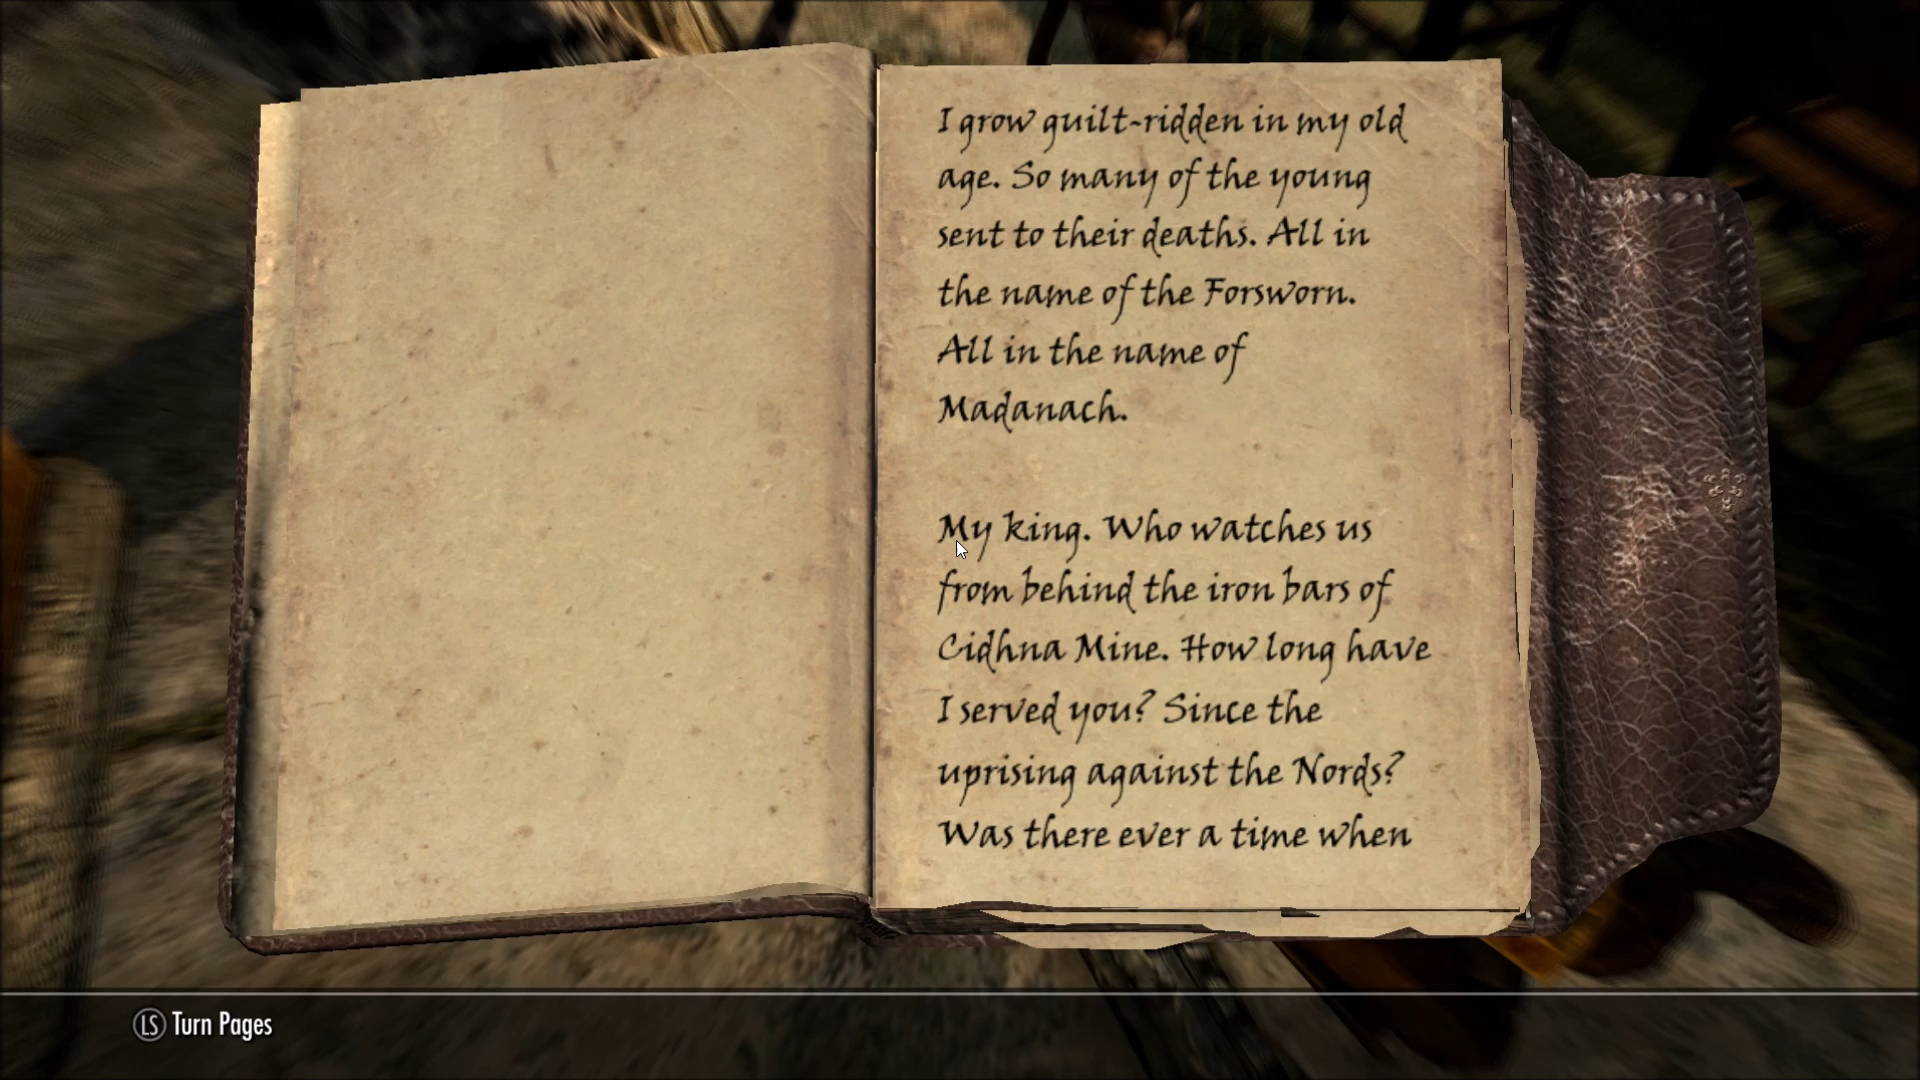 I grow guilt-ridden in my old
age. So many of the young
sent to their deaths. All in
the name of the Forsworn.
All in the name of
Madanach.
My king. Who watches us
from behind the iron bars of
Cidhna Mine. How long have
I served you? Since the
uprising against the Nords?
Was there ever a time when
LS Turn Pages